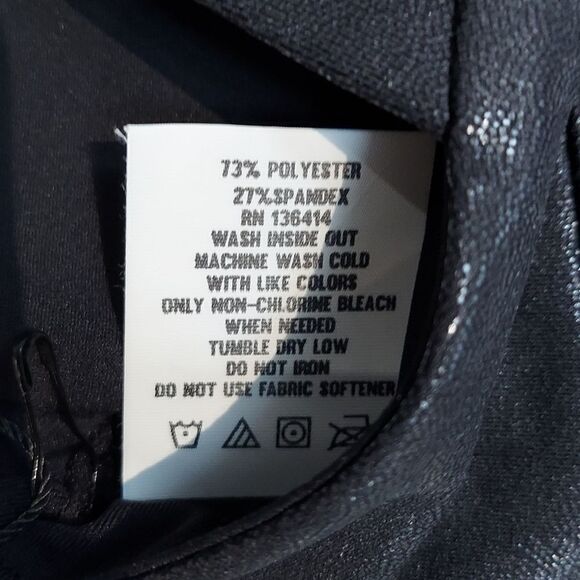 73% POLYESTER
27%SPANDEX
RN 136414
WASH INSIDE OUT
MACHINE WASH COLD
WITH LIKE COLORS
ONLY NON-CHLORINE BLEACH
WHEN NEEDED
TUMBLE DRY LOW
DO NOT IRON
DO NOT USE FABRIC SOFTENER